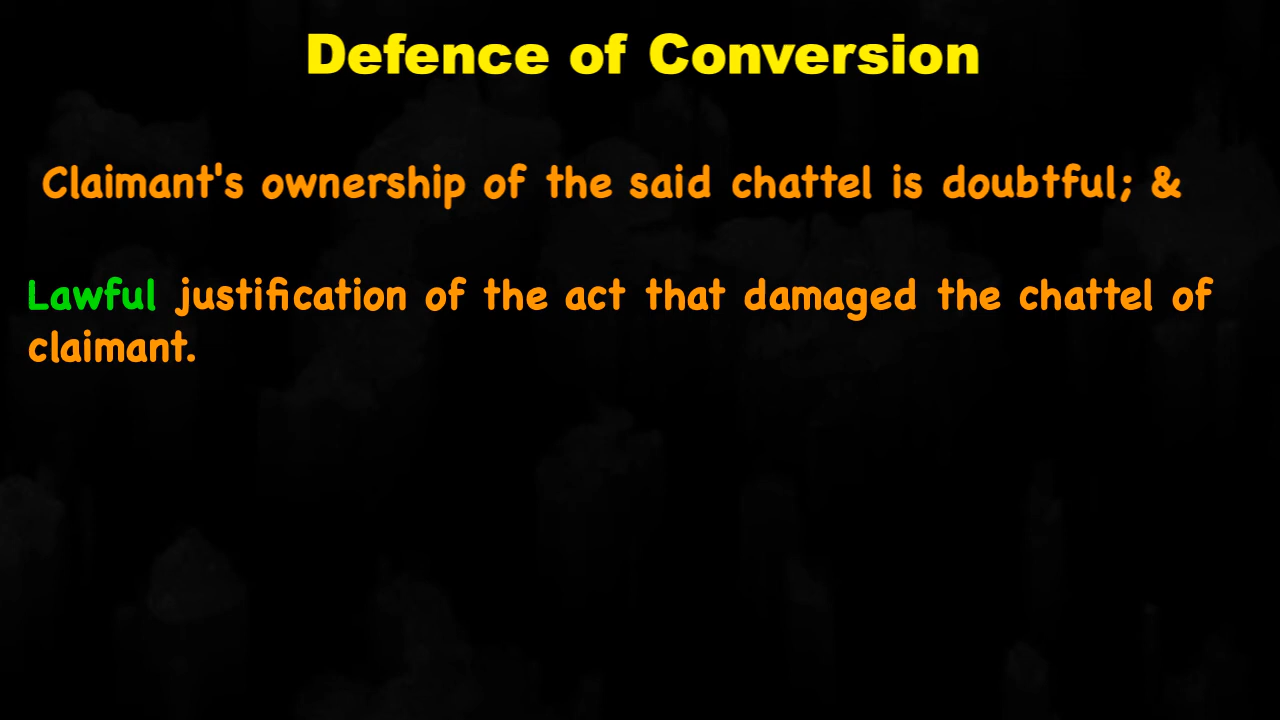 Defence of Conversion
Claimant's ownership of the said chattel is doubtful; &
Lawful justification of the act that damaged the chattel of
claimant.